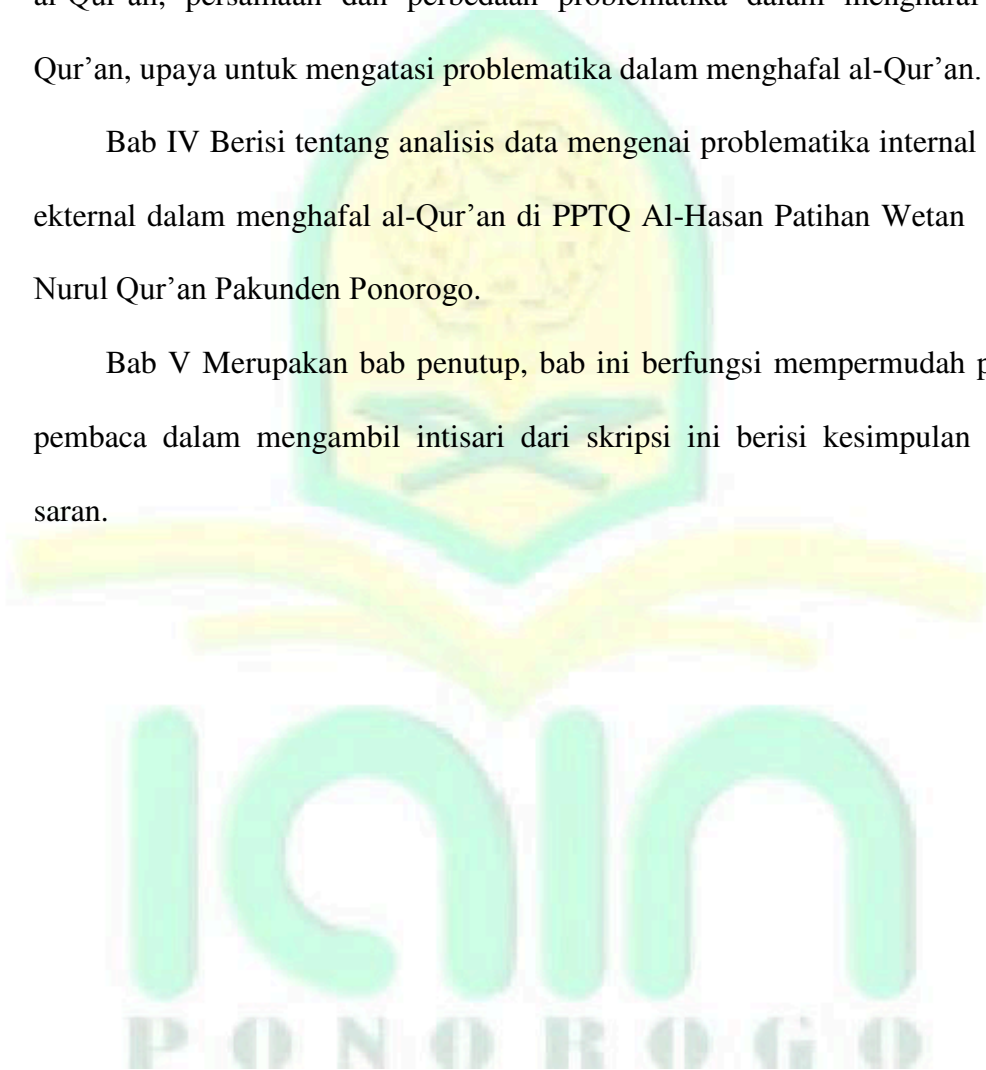 al-Qur’an, persamaan dan perbedaan problematika dalam menghafal
Qur’an, upaya untuk mengatasi problematika dalam menghafal al-Qur’an.
Bab IV Berisi tentang analisis data mengenai problematika internal
ekternal dalam menghafal al-Qur’an di PPTQ Al-Hasan Patihan Wetan
Nurul Qur’an Pakunden Ponorogo.
Bab V Merupakan bab penutup, bab ini berfungsi mempermudah p
pembaca dalam mengambil intisari dari skripsi ini berisi kesimpulan
saran.
IAIN
PONOROGO